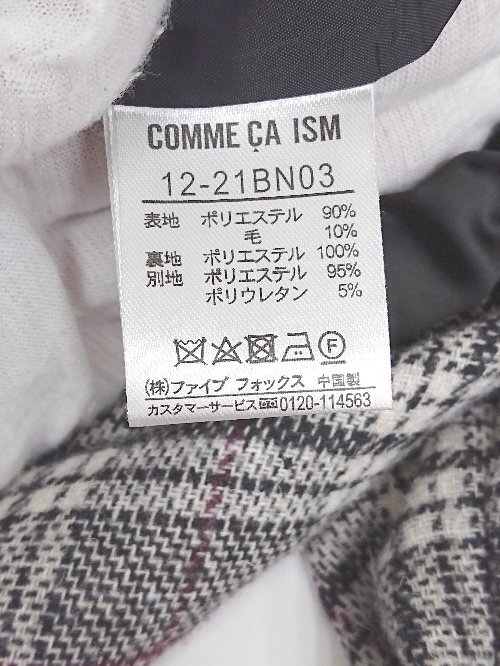 COMME ÇA ISM
12-21BN03
表地 ポリエステル 90%
毛 10%
裏地 ポリエステル 100%
別地 ポリエステル 95%
ポリウレタン 5%
F
(株)ファイブ フォックス 中国製
カスタマーサービス 0120-114563